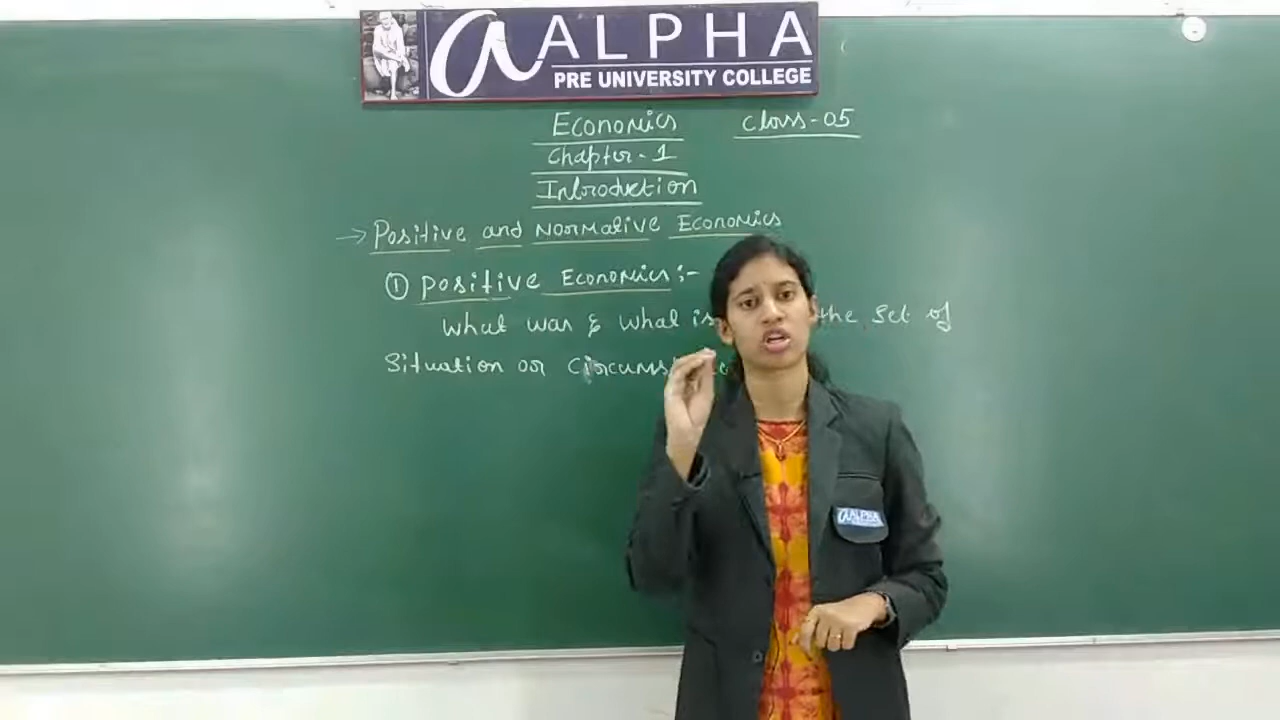 a ALPHA
PRE UNIVERSITY COLLEGE
Economics Class-05
Chapter-1
Introduction
→ Positive and Normative Economics
① Positive Economics:-
What was & What is the Set of
Situation or
ALPHA